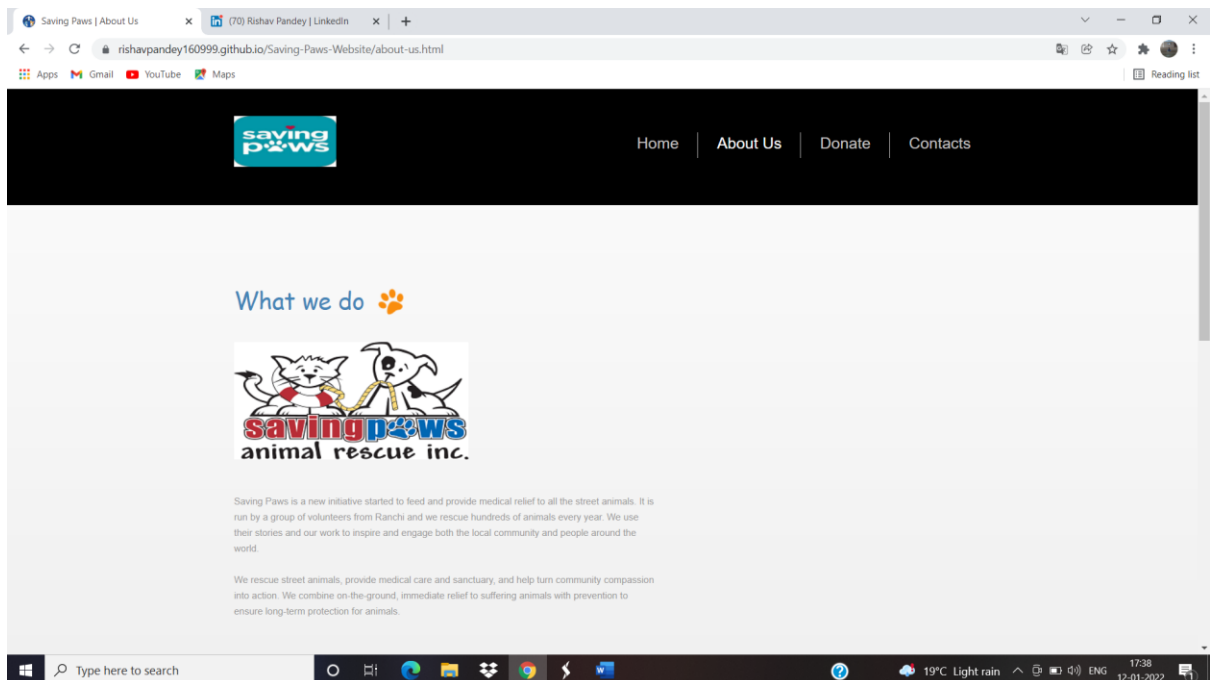 Saving Paws | About Us
(70) Rishav Pandey | LinkedIn
rishavpandey160999.github.io/Saving-Paws-Website/about-us.html
Apps Gmail YouTube Maps Reading list
saving
paws
Home About Us Donate Contacts
What we do
savingpaws
animal rescue inc.
Saving Paws is a new initiative started to feed and provide medical relief to all the street animals. It is
run by a group of volunteers from Ranchi and we rescue hundreds of animals every year. We use
their stories and our work to inspire and engage both the local community and people around the
world.
We rescue street animals, provide medical care and sanctuary, and help turn community compassion
into action. We combine on-the-ground, immediate relief to suffering animals with prevention to
ensure long-term protection for animals.
Type here to search
19°C Light rain
ENG
17:38
12-01-2022